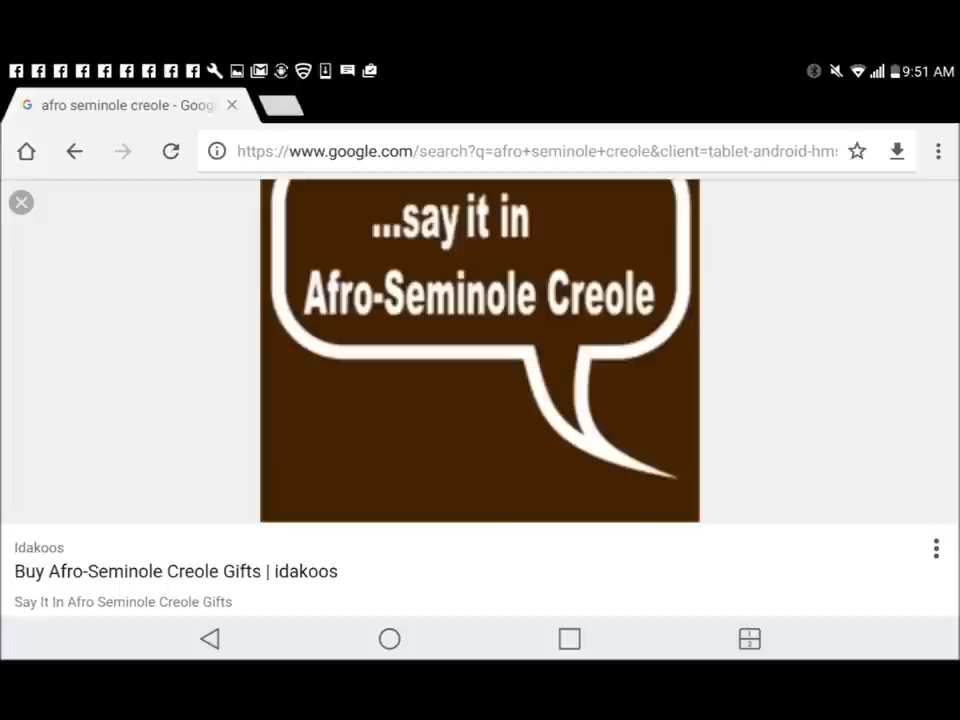 9:51 AM
afro seminole creole - Goog
https://www.google.com/search?q=afro+seminole+creole&client=tablet-android-hms
...say it in
Afro-Seminole Creole
Idakoos
Buy Afro-Seminole Creole Gifts | idakoos
Say It In Afro Seminole Creole Gifts